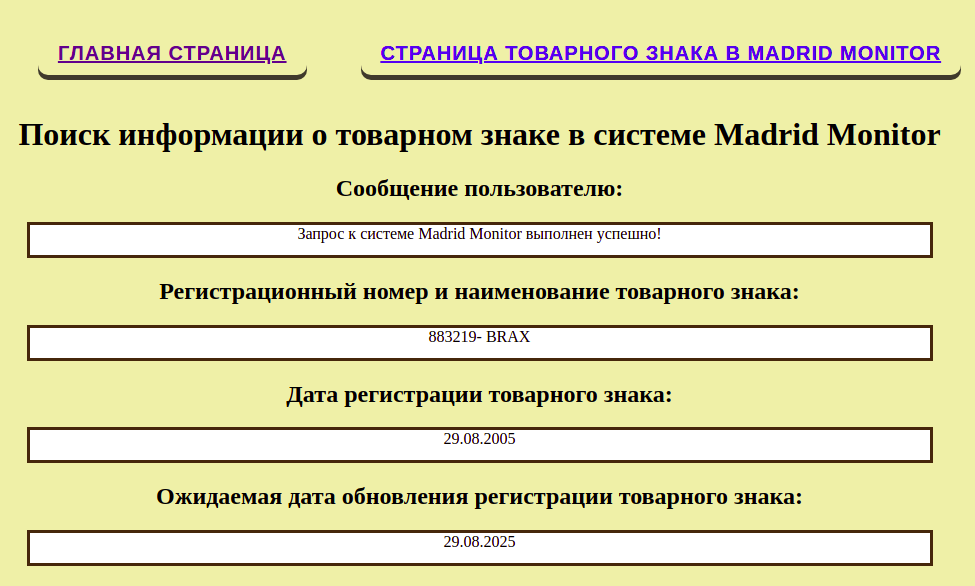 ГЛАВНАЯ СТРАНИЦА СТРАНИЦА ТОВАРНОГО ЗНАКА В MADRID MONITOR
Поиск информации о товарном знаке в системе Madrid Monitor
Сообщение пользователю:
Запрос к системе Madrid Monitor выполнен успешно!
Регистрационный номер и наименование товарного знака:
883219- BRAX
Дата регистрации товарного знака:
29.08.2005
Ожидаемая дата обновления регистрации товарного знака:
29.08.2025